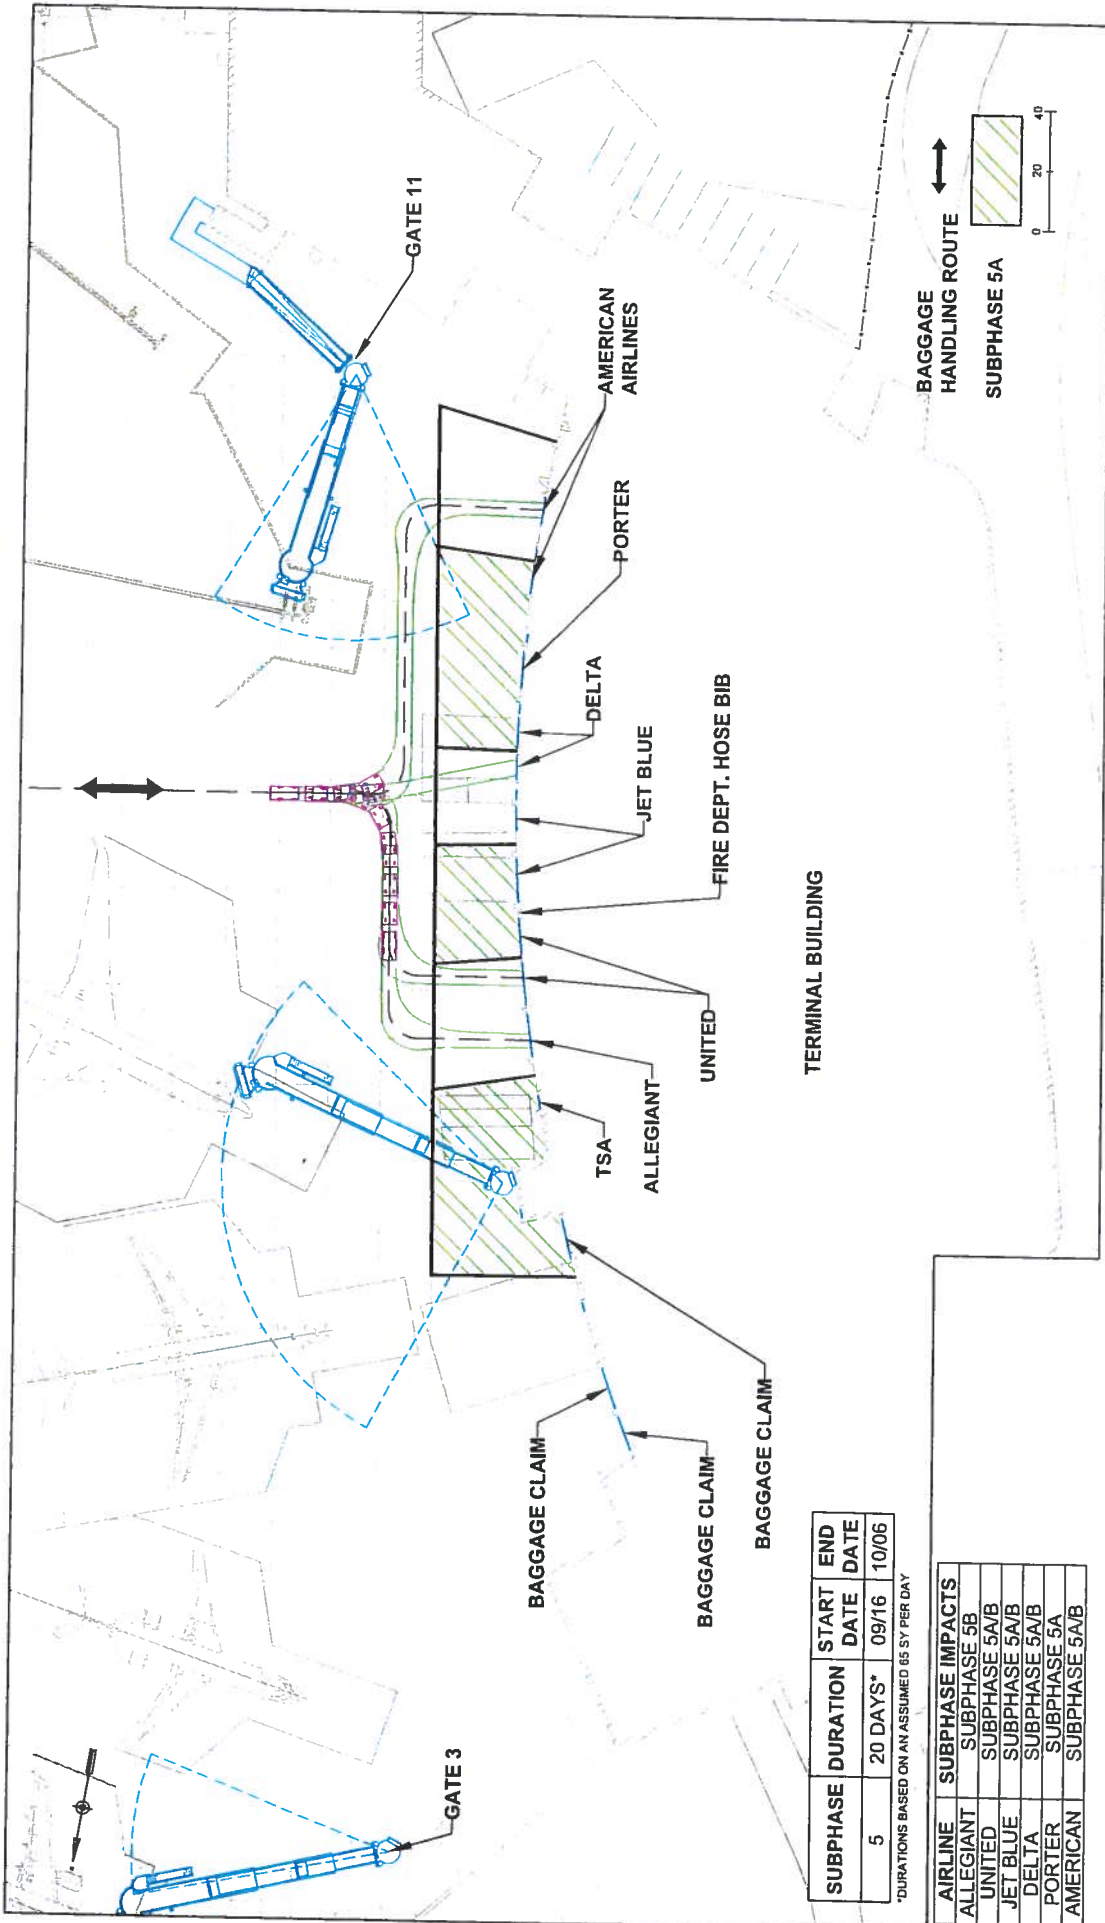 GATE 3
GATE 11
BAGGAGE CLAIM
BAGGAGE CLAIM
BAGGAGE CLAIM
TSA
ALLEGIANT
UNITED
FIRE DEPT. HOSE BIB
JET BLUE
DELTA
PORTER
AMERICAN
AIRLINES
TERMINAL BUILDING
BAGGAGE
HANDLING ROUTE
SUBPHASE 5A
0 20 40
SUBPHASE DURATION START DATE END DATE
5 20 DAYS* 09/16 10/06
*DURATIONS BASED ON AN ASSUMED 65 SY PER DAY
AIRLINE SUBPHASE IMPACTS
ALLEGIANT SUBPHASE 5B
UNITED SUBPHASE 5A/B
JET BLUE SUBPHASE 5A/B
DELTA SUBPHASE 5A/B
PORTER SUBPHASE 5A
AMERICAN SUBPHASE 5A/B